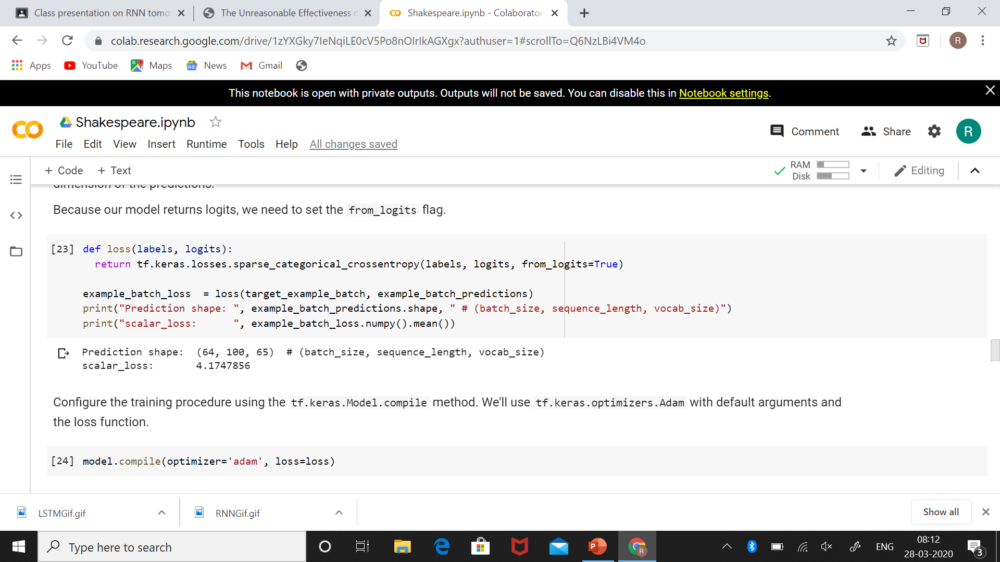 Class presentation on RNN tomo
The Unreasonable Effectiveness o
Shakespeare.ipynb - Colaborator
colab.research.google.com/drive/1zYXGky7IeNqiLE0cV5Po8nOIrIkAGXgx?authuser=1#scrollTo=Q6NzLBi4VM4o
R
Apps
YouTube
Maps
News
Gmail
This notebook is open with private outputs. Outputs will not be saved. You can disable this in Notebook settings.
Shakespeare.ipynb
Comment
Share
R
File Edit View Insert Runtime Tools Help All changes saved
+ Code + Text
RAM
Disk
Editing
dimension of the predictions.
Because our model returns logits, we need to set the from_logits flag.
[23] def loss(labels, logits):
return tf.keras.losses.sparse_categorical_crossentropy(labels, logits, from_logits=True)
example_batch_loss  = loss(target_example_batch, example_batch_predictions)
print("Prediction shape: ", example_batch_predictions.shape, " # (batch_size, sequence_length, vocab_size)")
print("scalar_loss:      ", example_batch_loss.numpy().mean())
Prediction shape:  (64, 100, 65)  # (batch_size, sequence_length, vocab_size)
scalar_loss:       4.1747856
Configure the training procedure using the tf.keras.Model.compile method. We'll use tf.keras.optimizers.Adam with default arguments and
the loss function.
[24] model.compile(optimizer='adam', loss=loss)
LSTMGif.gif
RNNGif.gif
Show all
Type here to search
ENG
08:12
28-03-2020
3